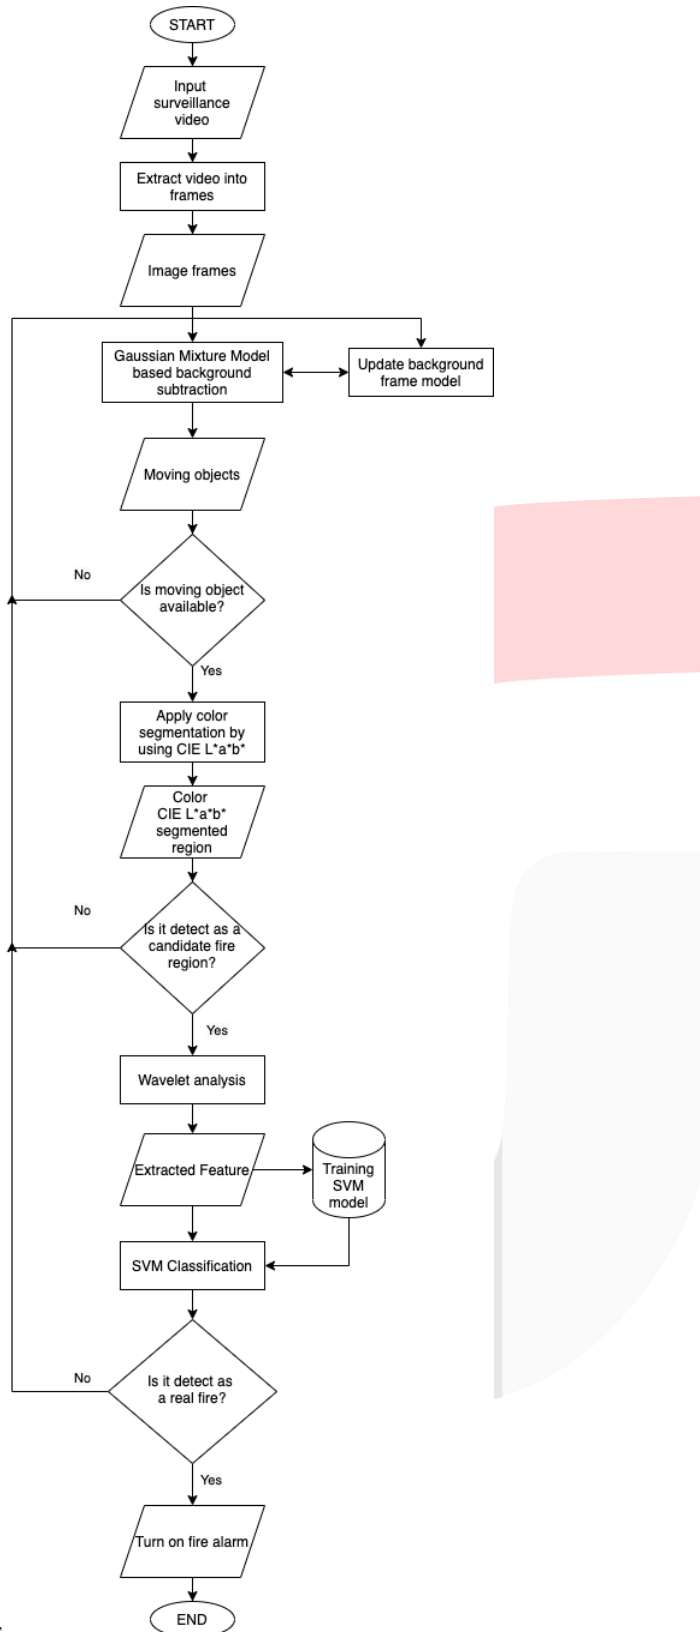 START
Input
surveillance
video
Extract video into
frames
Image frames
Gaussian Mixture Model
based background
subtraction
Update background
frame model
Moving objects
Is moving object
available?
No
Yes
Apply color
segmentation by
using CIE L*a*b*
Color
CIE L*a*b*
segmented
region
No
Is it detect as a
candidate fire
region?
Yes
Wavelet analysis
Extracted Feature
Training
SVM
model
SVM Classification
No
Is it detect as
a real fire?
Yes
Turn on fire alarm
END